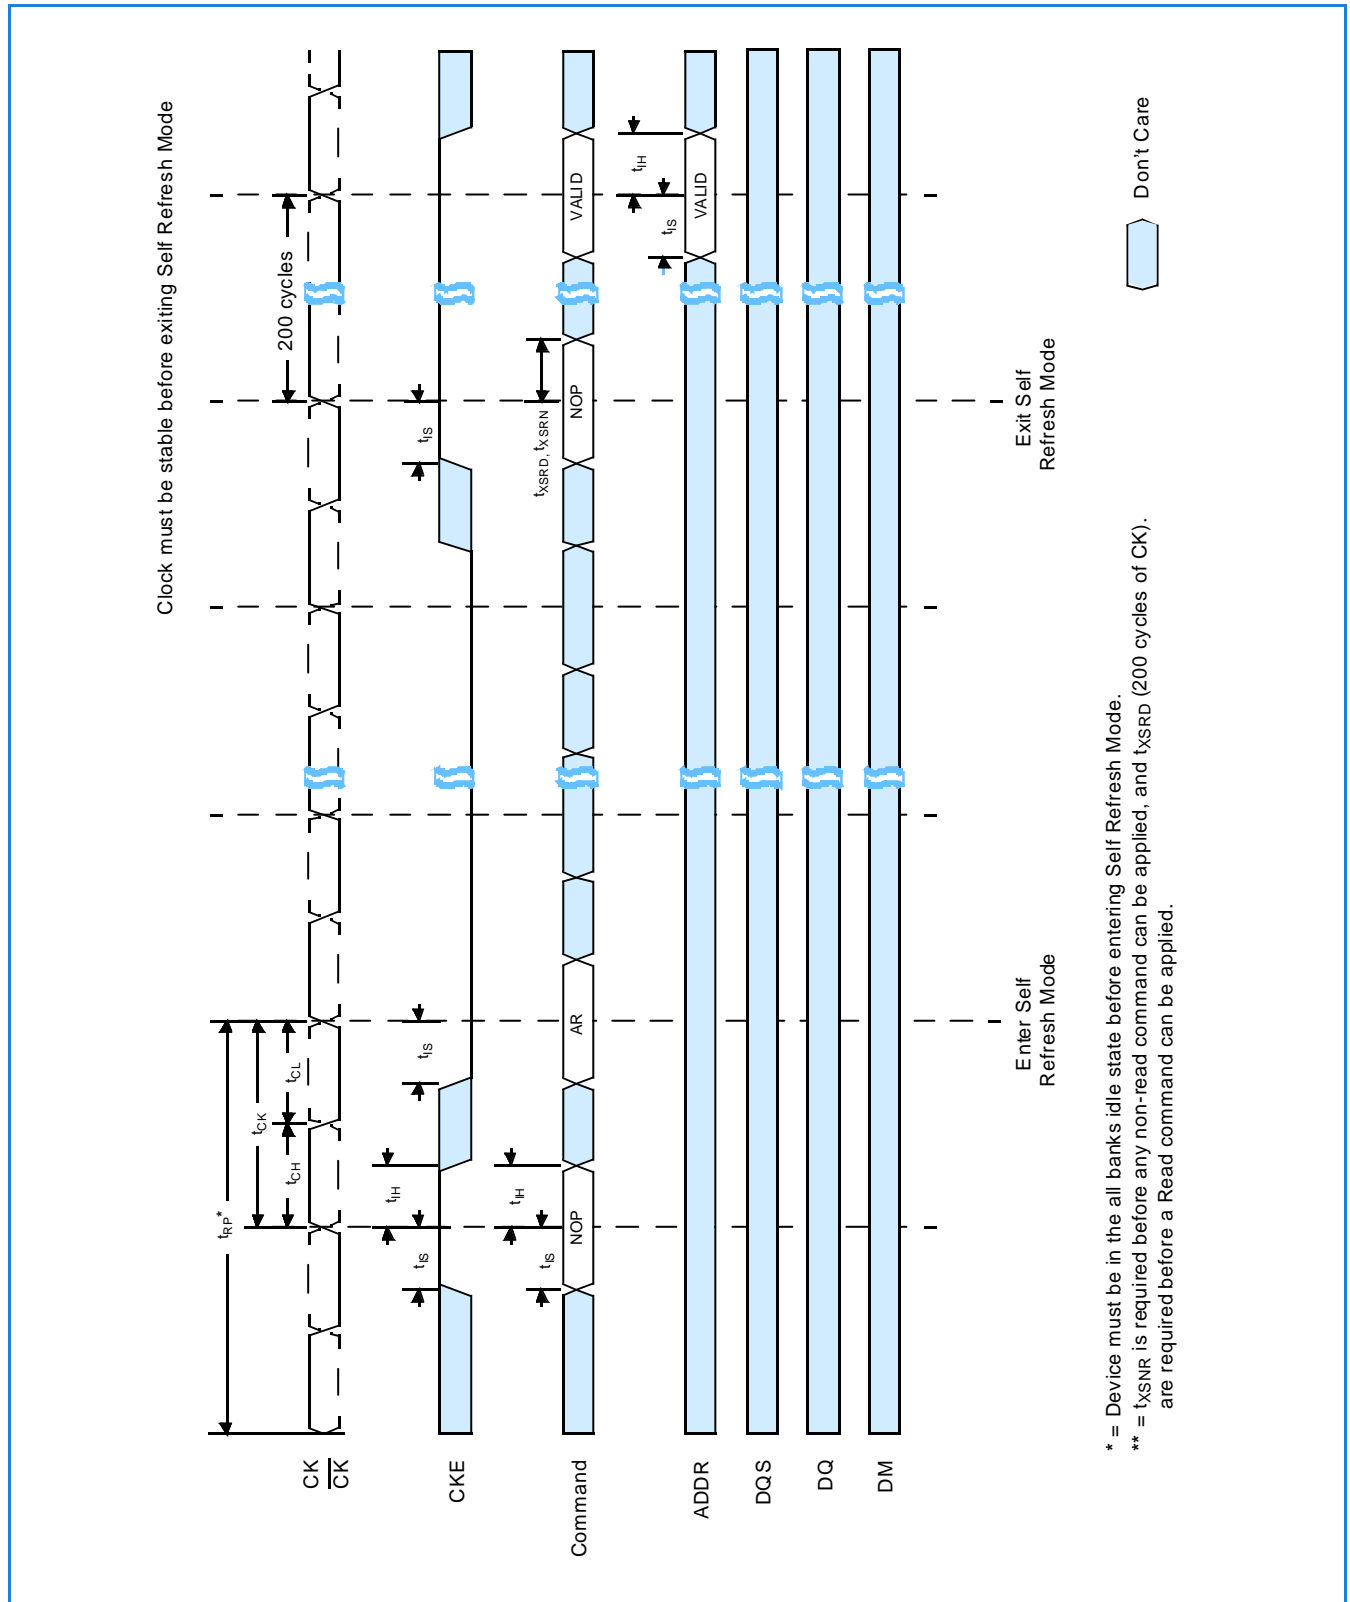 Clock must be stable before exiting Self Refresh Mode
tRP*
tCK
tCH
tCL
200 cycles
CK
CK
tIS
tIH
tIS
tIS
CKE
tIS
tIH
tXSRD, tXSRN
Command
NOP
AR
NOP
VALID
tIS
tIH
ADDR
VALID
DQS
DQ
DM
Enter Self
Refresh Mode
Exit Self
Refresh Mode
Don't Care
* = Device must be in the all banks idle state before entering Self Refresh Mode.
** = tXSNR is required before any non-read command can be applied, and tXSRD (200 cycles of CK).
are required before a Read command can be applied.